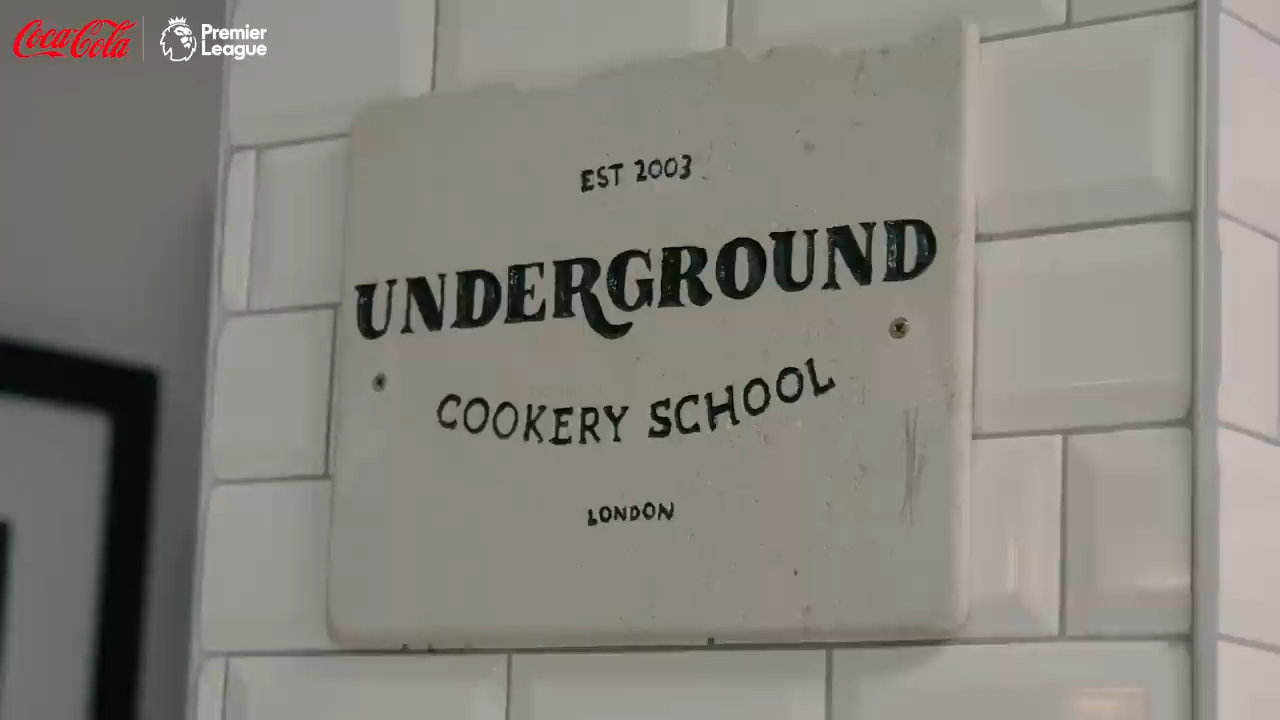 Coca-Cola
Premier
League
EST 2003
UNDERGROUND
COOKERY SCHOOL
LONDON